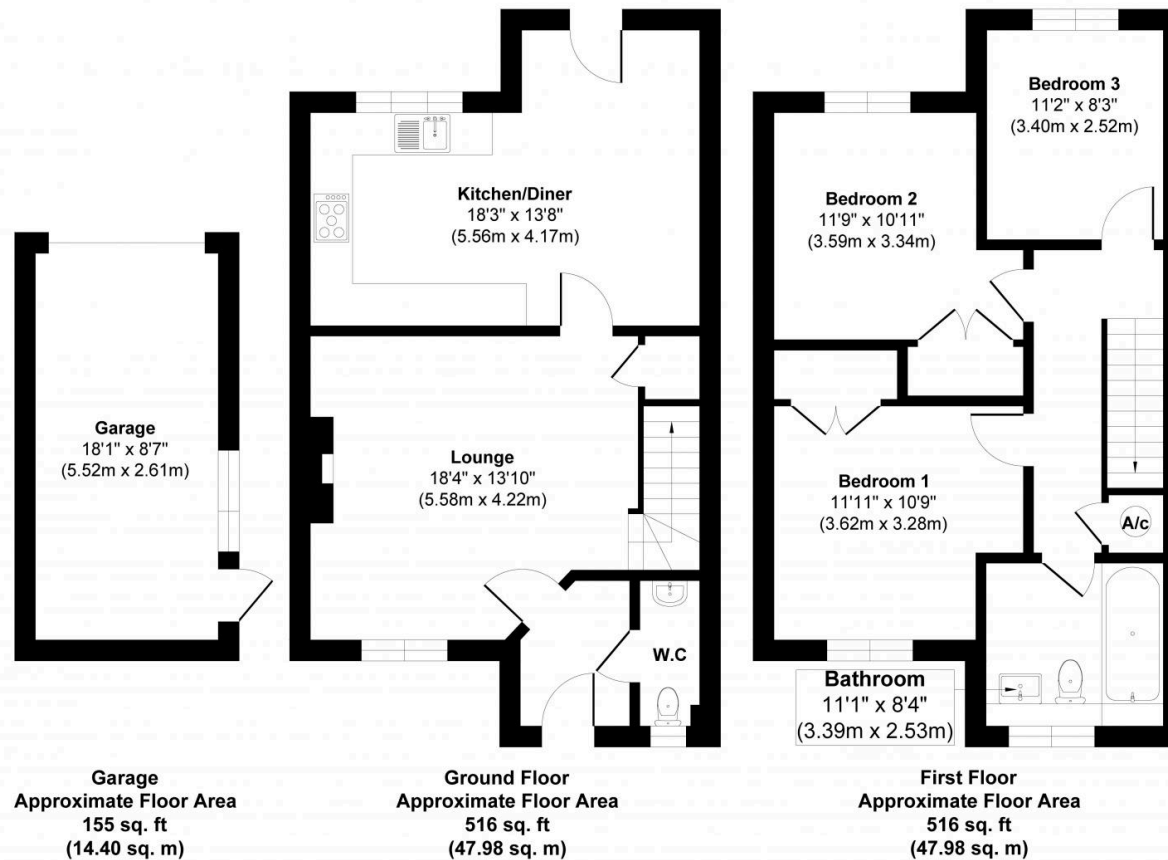 Garage
18'1" x 8'7"
(5.52m x 2.61m)
Garage
Approximate Floor Area
155 sq. ft
(14.40 sq. m)
Kitchen/Diner
18'3" x 13'8"
(5.56m x 4.17m)
Lounge
18'4" x 13'10"
(5.58m x 4.22m)
W.C
Ground Floor
Approximate Floor Area
516 sq. ft
(47.98 sq. m)
Bedroom 3
11'2" x 8'3"
(3.40m x 2.52m)
Bedroom 2
11'9" x 10'11"
(3.59m x 3.34m)
Bedroom 1
11'11" x 10'9"
(3.62m x 3.28m)
A/c
Bathroom
11'1" x 8'4"
(3.39m x 2.53m)
First Floor
Approximate Floor Area
516 sq. ft
(47.98 sq. m)